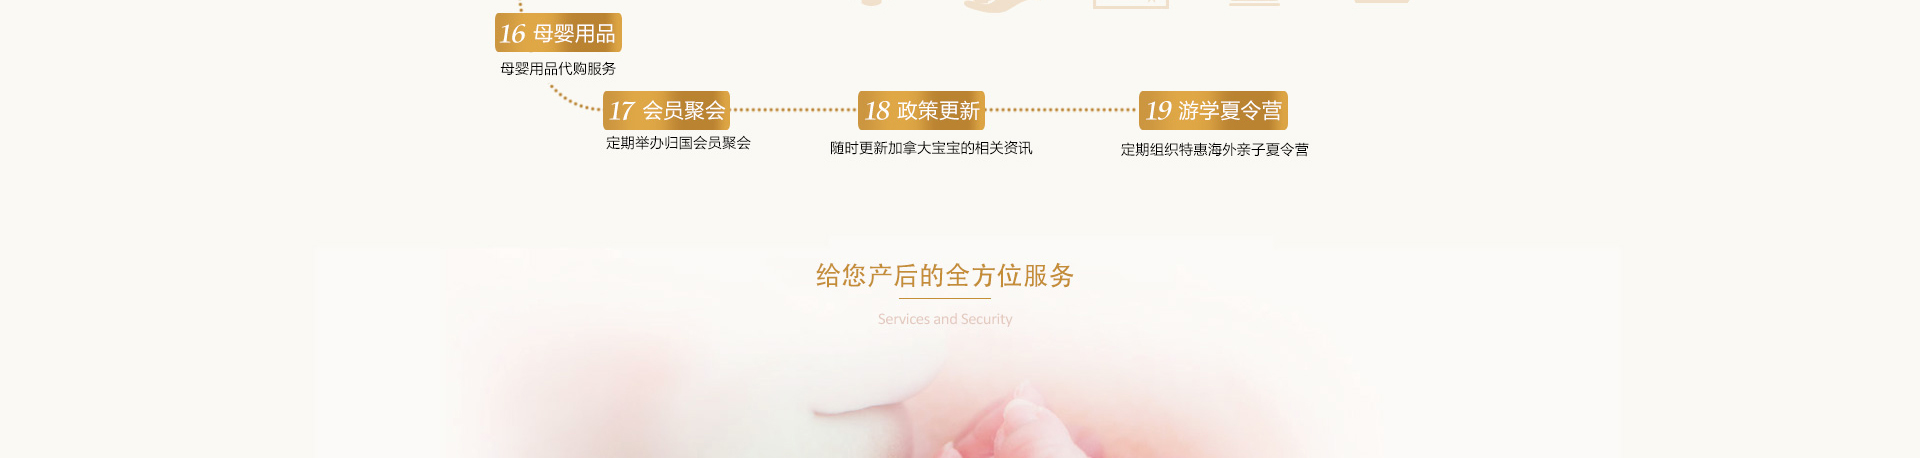 16 母婴用品
母婴用品代购服务
17 会员聚会
定期举办归国会员聚会
18 政策更新
随时更新加拿大宝宝的相关资讯
19 游学夏令营
定期组织特惠海外亲子夏令营
给您产后的全方位服务
Services and Security